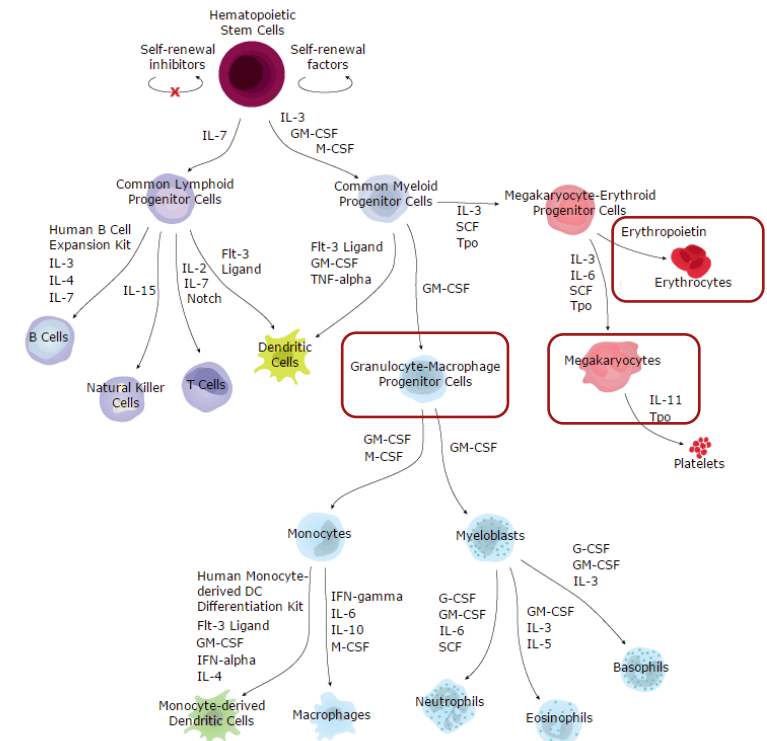 Hematopoietic
Stem Cells
Self-renewal
inhibitors
Self-renewal
factors
IL-7
IL-3
GM-CSF
M-CSF
Common Lymphoid
Progenitor Cells
Common Myeloid
Progenitor Cells
IL-3
SCF
Tpo
Megakaryocyte-Erythroid
Progenitor Cells
Human B Cell
Expansion Kit
IL-3
IL-4
IL-7
IL-15
IL-2
IL-7
Notch
Flt-3
Ligand
Flt-3 Ligand
GM-CSF
TNF-alpha
GM-CSF
IL-3
IL-6
SCF
Tpo
Erythropoietin
Erythrocytes
B Cells
Natural Killer
Cells
T Cells
Dendritic
Cells
Granulocyte-Macrophage
Progenitor Cells
Megakaryocytes
IL-11
Tpo
Platelets
GM-CSF
M-CSF
GM-CSF
Monocytes
Myeloblasts
Human Monocyte-
derived DC
Differentiation Kit
Flt-3 Ligand
GM-CSF
IFN-alpha
IL-4
IFN-gamma
IL-6
IL-10
M-CSF
G-CSF
GM-CSF
IL-6
SCF
GM-CSF
IL-3
IL-5
G-CSF
GM-CSF
IL-3
Monocyte-derived
Dendritic Cells
Macrophages
Neutrophils
Eosinophils
Basophils